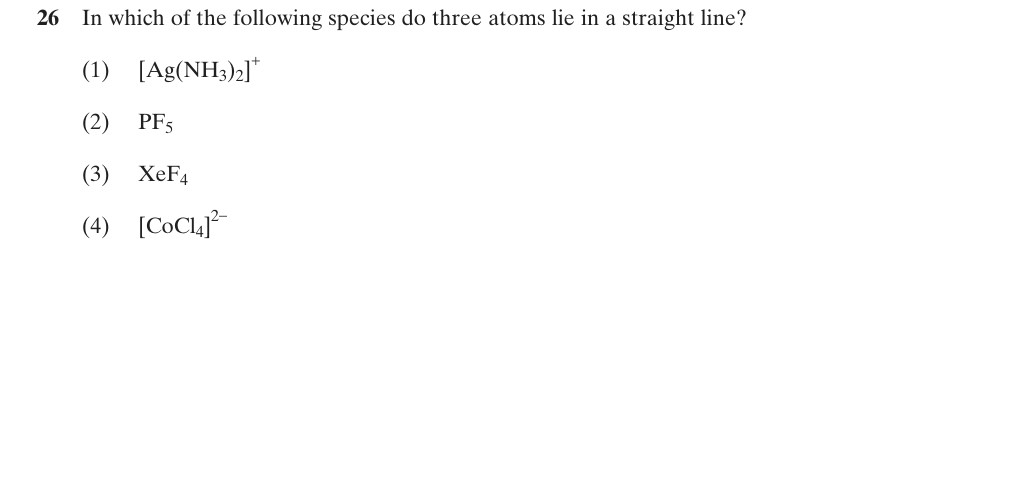 26 In which of the following species do three atoms lie in a straight line?
(1) [Ag(NH₃)₂]⁺
(2) PF₅
(3) XeF₄
(4) [CoCl₄]²⁻